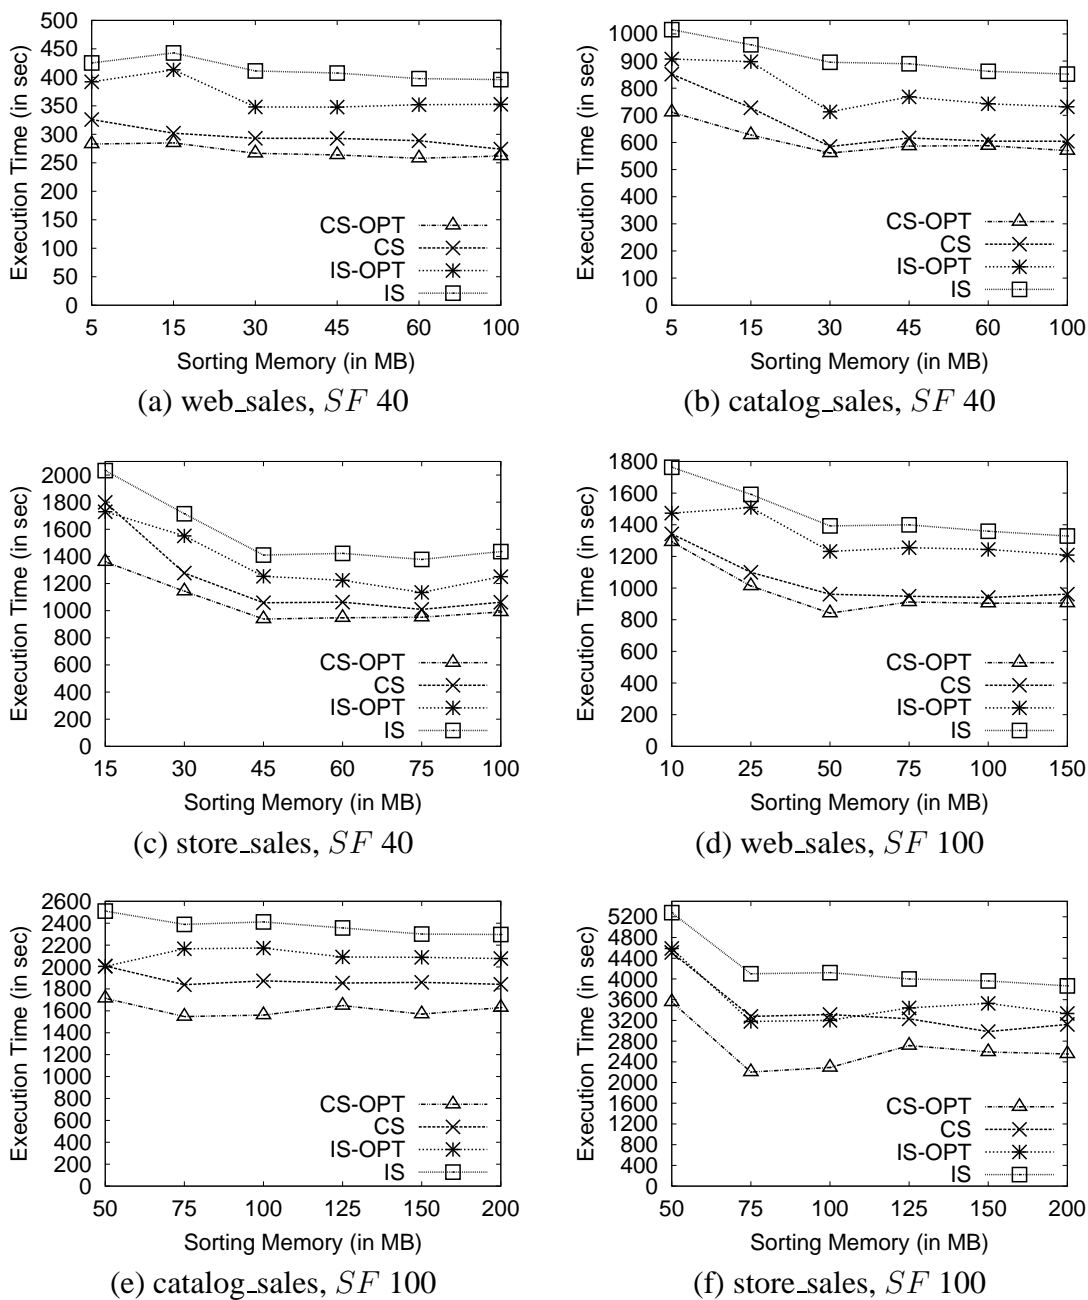 Execution Time (in sec)
500
450
400
350
300
250
200
150
100
50
0
CS-OPT
CS
IS-OPT
IS
5 15 30 45 60 100
Sorting Memory (in MB)
(a) web_sales, SF 40
Execution Time (in sec)
1000
900
800
700
600
500
400
300
200
100
0
CS-OPT
CS
IS-OPT
IS
5 15 30 45 60 100
Sorting Memory (in MB)
(b) catalog_sales, SF 40
Execution Time (in sec)
2000
1800
1600
1400
1200
1000
800
600
400
200
0
CS-OPT
CS
IS-OPT
IS
15 30 45 60 75 100
Sorting Memory (in MB)
(c) store_sales, SF 40
Execution Time (in sec)
1800
1600
1400
1200
1000
800
600
400
200
0
CS-OPT
CS
IS-OPT
IS
10 25 50 75 100 150
Sorting Memory (in MB)
(d) web_sales, SF 100
Execution Time (in sec)
2600
2400
2200
2000
1800
1600
1400
1200
1000
800
600
400
200
0
CS-OPT
CS
IS-OPT
IS
50 75 100 125 150 200
Sorting Memory (in MB)
(e) catalog_sales, SF 100
Execution Time (in sec)
5200
4800
4400
4000
3600
3200
2800
2400
2000
1600
1200
800
400
0
CS-OPT
CS
IS-OPT
IS
50 75 100 125 150 200
Sorting Memory (in MB)
(f) store_sales, SF 100